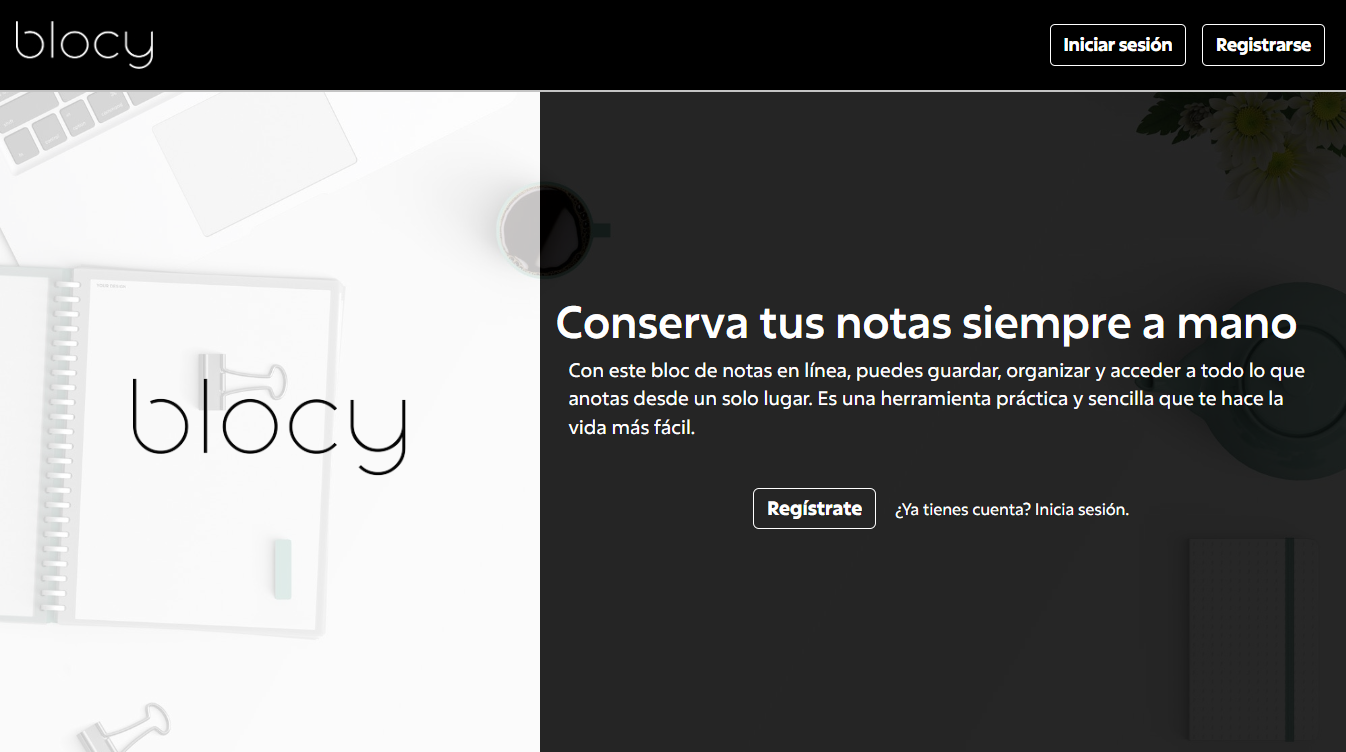 blocy
Iniciar sesión
Registrarse
blocy
Conserva tus notas siempre a mano
Con este bloc de notas en línea, puedes guardar, organizar y acceder a todo lo que
anotas desde un solo lugar. Es una herramienta práctica y sencilla que te hace la
vida más fácil.
Regístrate
¿Ya tienes cuenta? Inicia sesión.